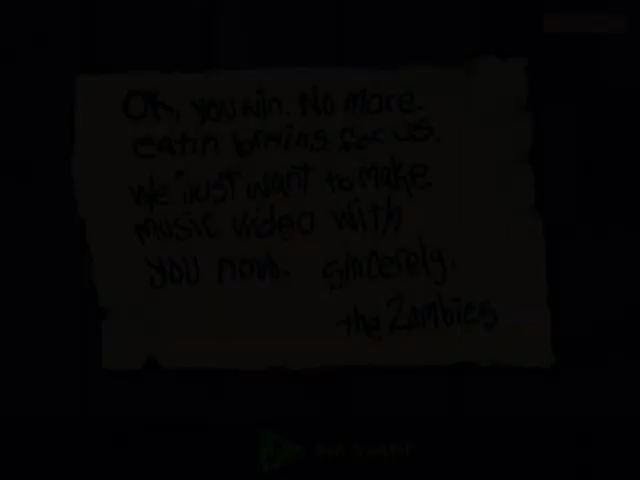 OK, you win. No more
eatin brains for us.
We just want to make
music video with
you now. sincerely.
the Zombies